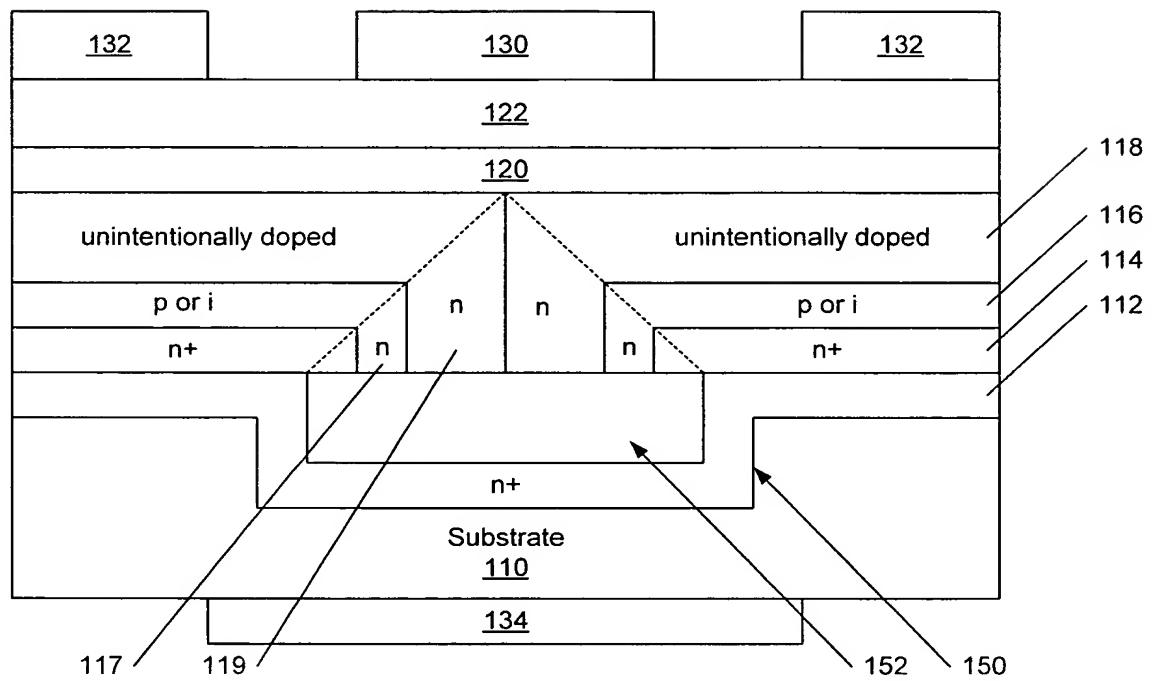 132 130 132
122
120
118
unintentionally doped unintentionally doped
116
p or i n n p or i
114
n+ n n n+
112
n+
Substrate
110
134
117 119 152 150